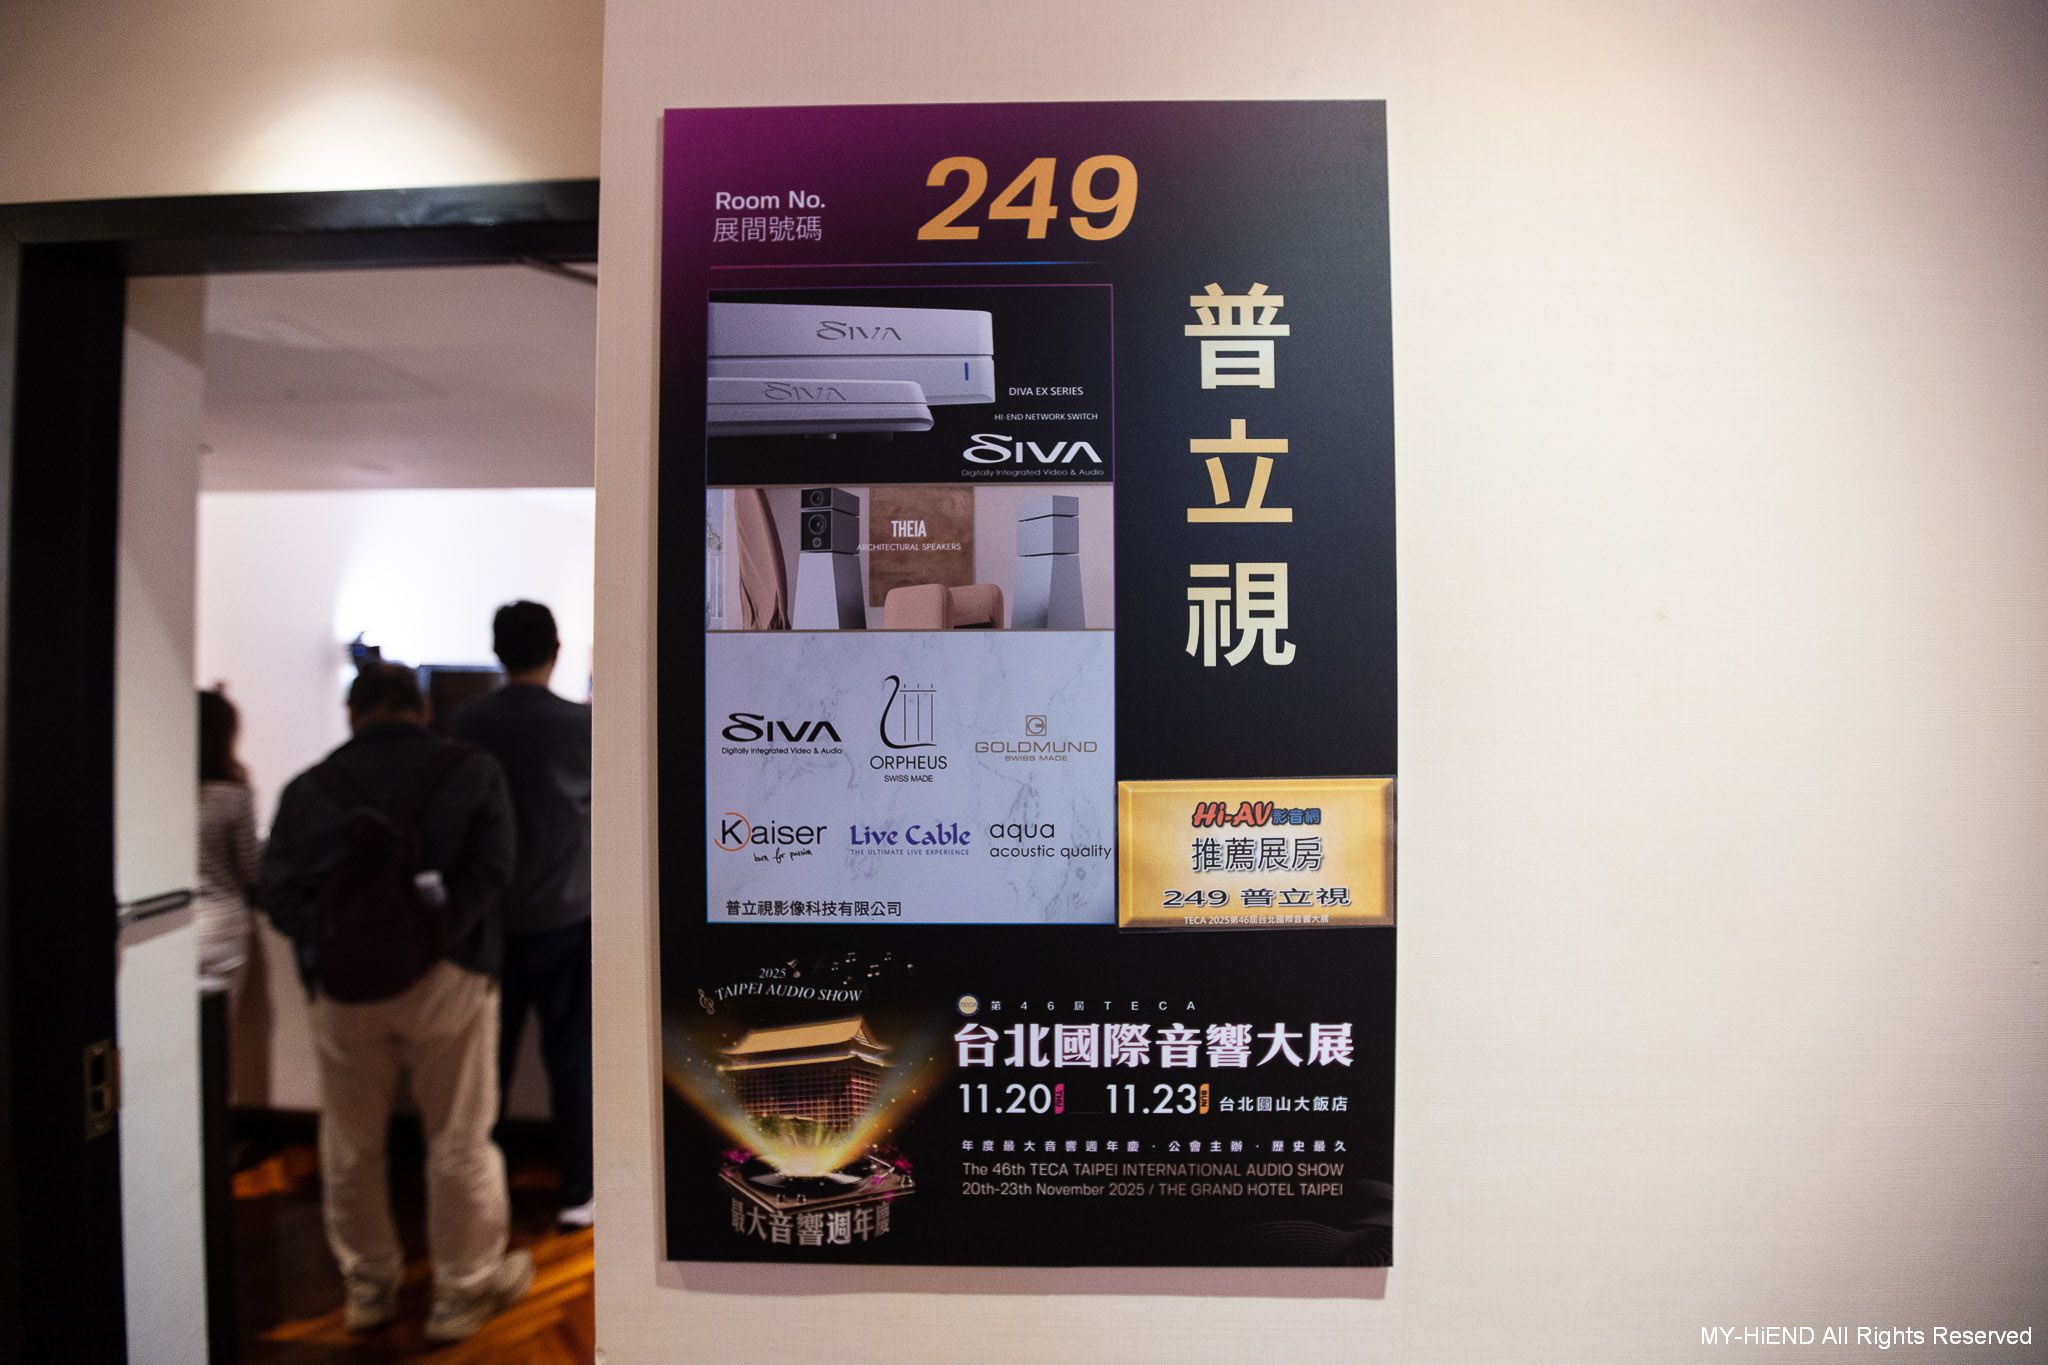 Room No.
展間號碼
249
普立視
DIVA
DIVA
DIVA EX SERIES
HI-END NETWORK SWITCH
DIVA
Digitally Integrated Video & Audio
THEIA
ARCHITECTURAL SPEAKERS
DIVA
Digitally Integrated Video & Audio
ORPHEUS
SWISS MADE
GOLDMUND
SWISS MADE
Kaiser
burn for passion
Live Cable
THE ULTIMATE LIVE EXPERIENCE
aqua
acoustic quality
普立視影像科技有限公司
Hi-AV影音網
推薦展房
249 普立視
TECA 2025第46屆台北國際音響大展
2025
TAIPEI AUDIO SHOW
最大音響週年慶
TECA 第46屆TECA
台北國際音響大展
11.20 THU. 11.23 SUN 台北圓山大飯店
年度最大音響週年慶·公會主辦·歷史最久
The 46th TECA TAIPEI INTERNATIONAL AUDIO SHOW
20th-23th November 2025 / THE GRAND HOTEL TAIPEI
MY-HiEND All Rights Reserved